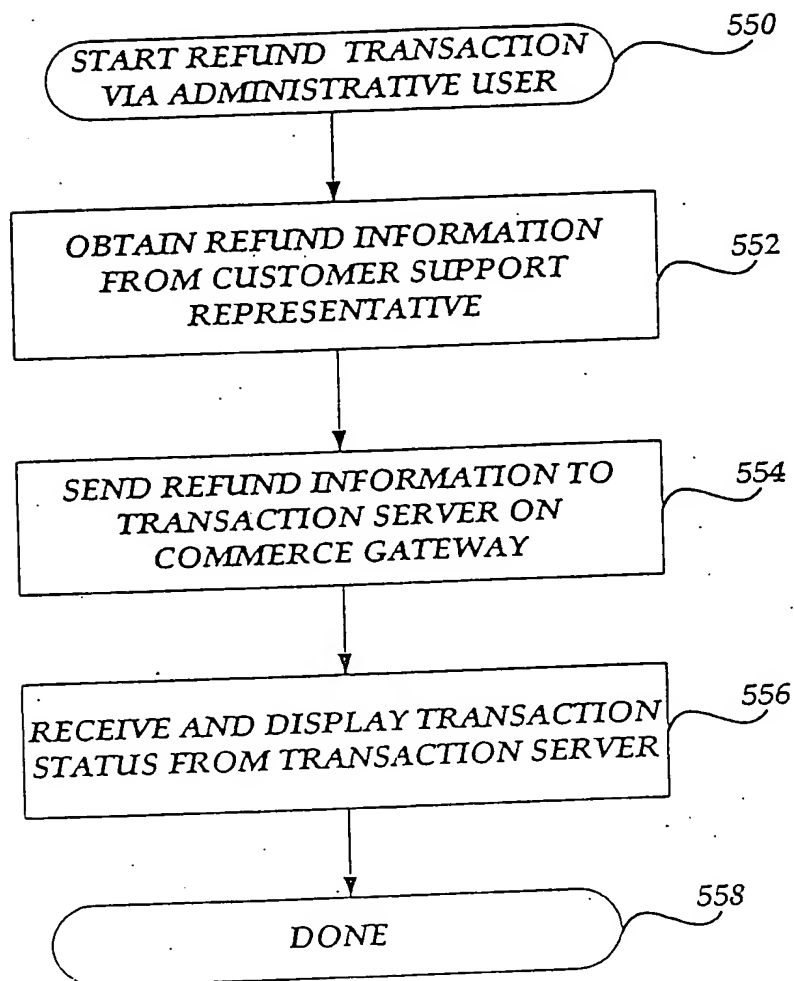 550
START REFUND TRANSACTION
VIA ADMINISTRATIVE USER
OBTAIN REFUND INFORMATION
FROM CUSTOMER SUPPORT
REPRESENTATIVE
552
SEND REFUND INFORMATION TO
TRANSACTION SERVER ON
COMMERCE GATEWAY
554
RECEIVE AND DISPLAY TRANSACTION
STATUS FROM TRANSACTION SERVER
556
558
DONE